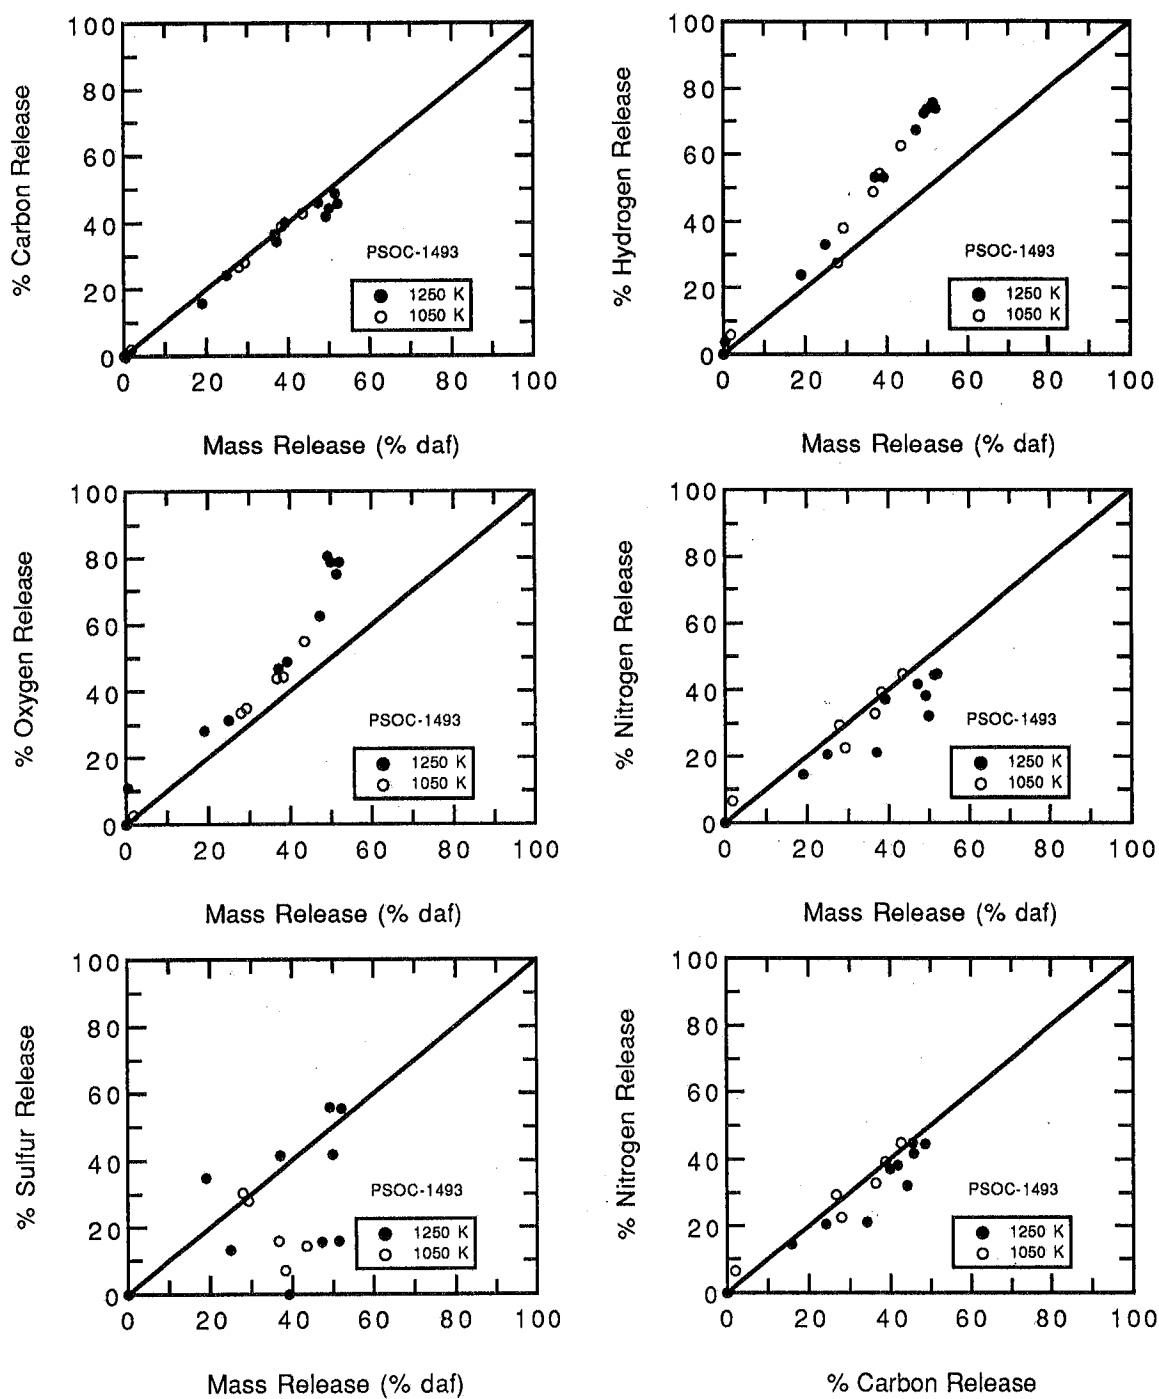 100
80
60
40
20
0
% Carbon Release
PSOC-1493
1250 K
1050 K
0 20 40 60 80 100
Mass Release (% daf)
100
80
60
40
20
0
% Hydrogen Release
PSOC-1493
1250 K
1050 K
0 20 40 60 80 100
Mass Release (% daf)
100
80
60
40
20
0
% Oxygen Release
PSOC-1493
1250 K
1050 K
0 20 40 60 80 100
Mass Release (% daf)
100
80
60
40
20
0
% Nitrogen Release
PSOC-1493
1250 K
1050 K
0 20 40 60 80 100
Mass Release (% daf)
100
80
60
40
20
0
% Sulfur Release
PSOC-1493
1250 K
1050 K
0 20 40 60 80 100
Mass Release (% daf)
100
80
60
40
20
0
% Nitrogen Release
PSOC-1493
1250 K
1050 K
0 20 40 60 80 100
% Carbon Release